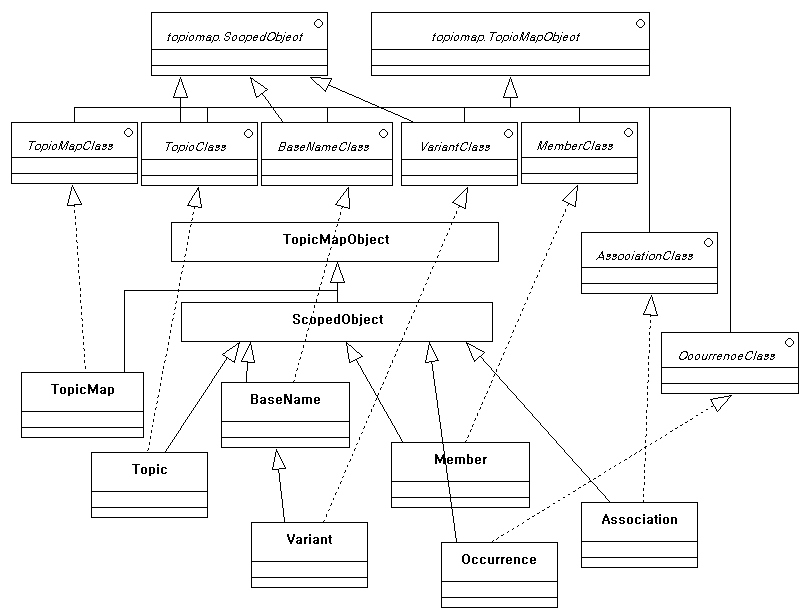 topicmap.ScopedObject
topicmap.TopicMapObject
TopicMapClass
TopicClass
BaseNameClass
VariantClass
MemberClass
TopicMapObject
AssociationClass
ScopedObject
OccurrenceClass
TopicMap
BaseName
Topic
Member
Variant
Association
Occurrence